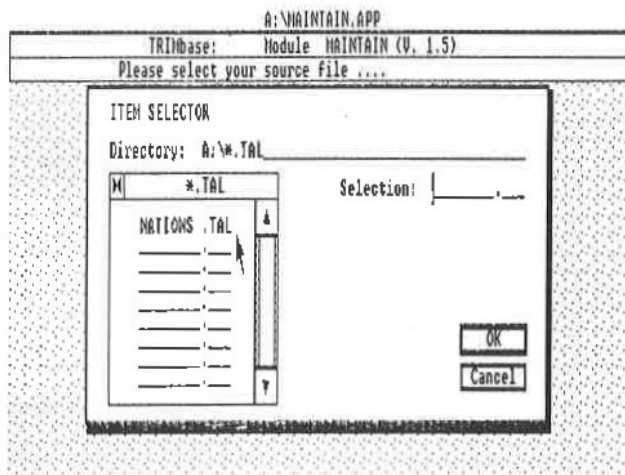 A:\MAINTAIN.APP
TRIMbase: Module MAINTAIN (V. 1.5)
Please select your source file ....
ITEM SELECTOR
Directory: A:\*.TAL
*.TAL
Selection:
NATIONS .TAL
OK
Cancel